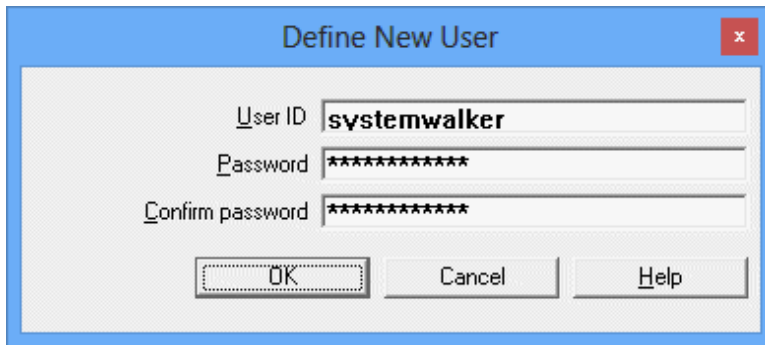 Define New User
x
User ID systemwalker
Password ************
Confirm password ************
OK Cancel Help